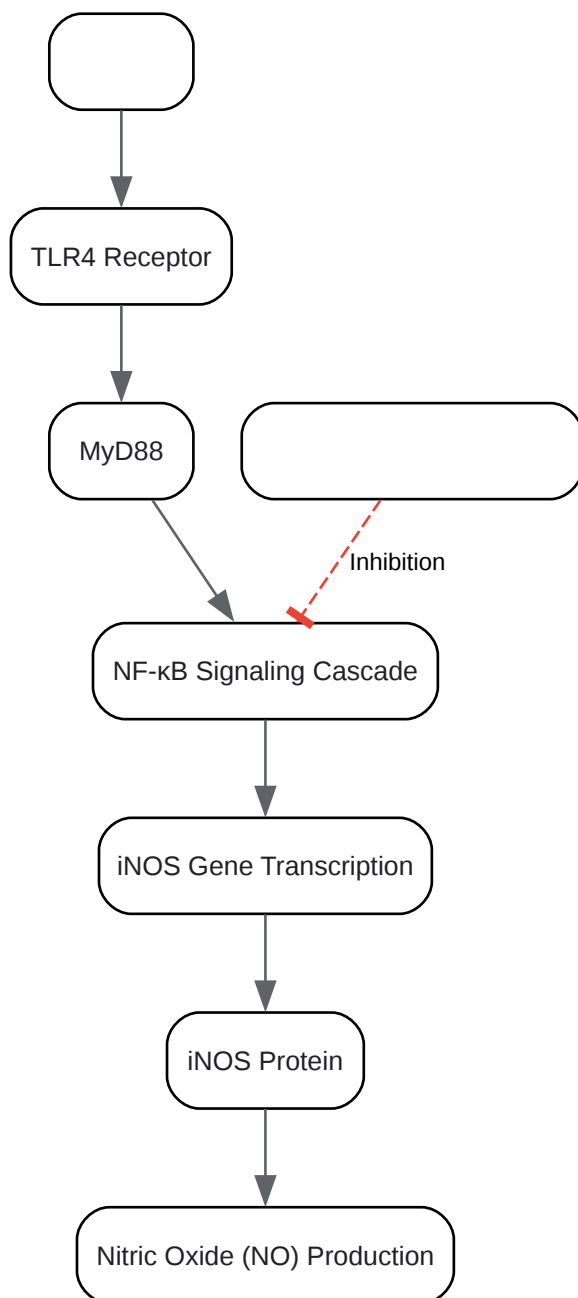 TLR4 Receptor
MyD88
Inhibition
NF-κB Signaling Cascade
iNOS Gene Transcription
iNOS Protein
Nitric Oxide (NO) Production